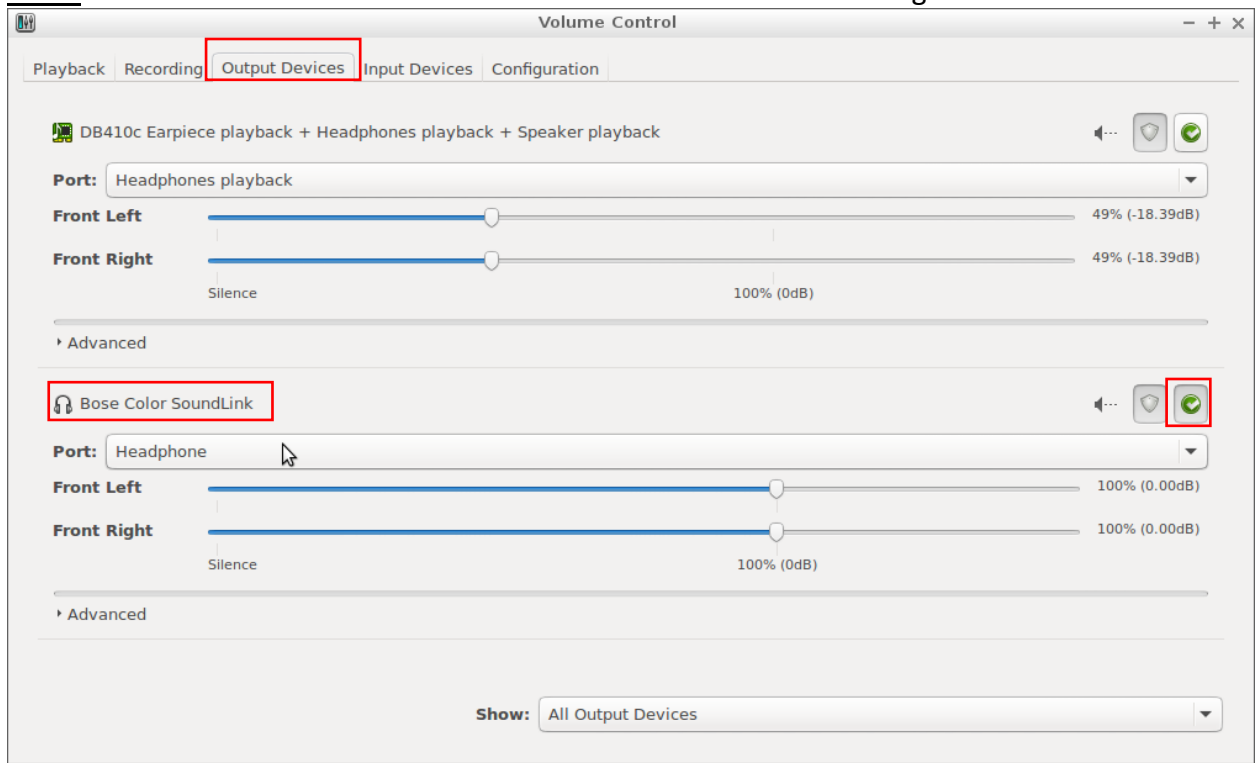 Volume Control
Playback Recording Output Devices Input Devices Configuration
DB410c Earpiece playback + Headphones playback + Speaker playback
Port: Headphones playback
Front Left 49% (-18.39dB)
Front Right 49% (-18.39dB)
Silence 100% (0dB)
Advanced
Bose Color SoundLink
Port: Headphone
Front Left 100% (0.00dB)
Front Right 100% (0.00dB)
Silence 100% (0dB)
Advanced
Show: All Output Devices